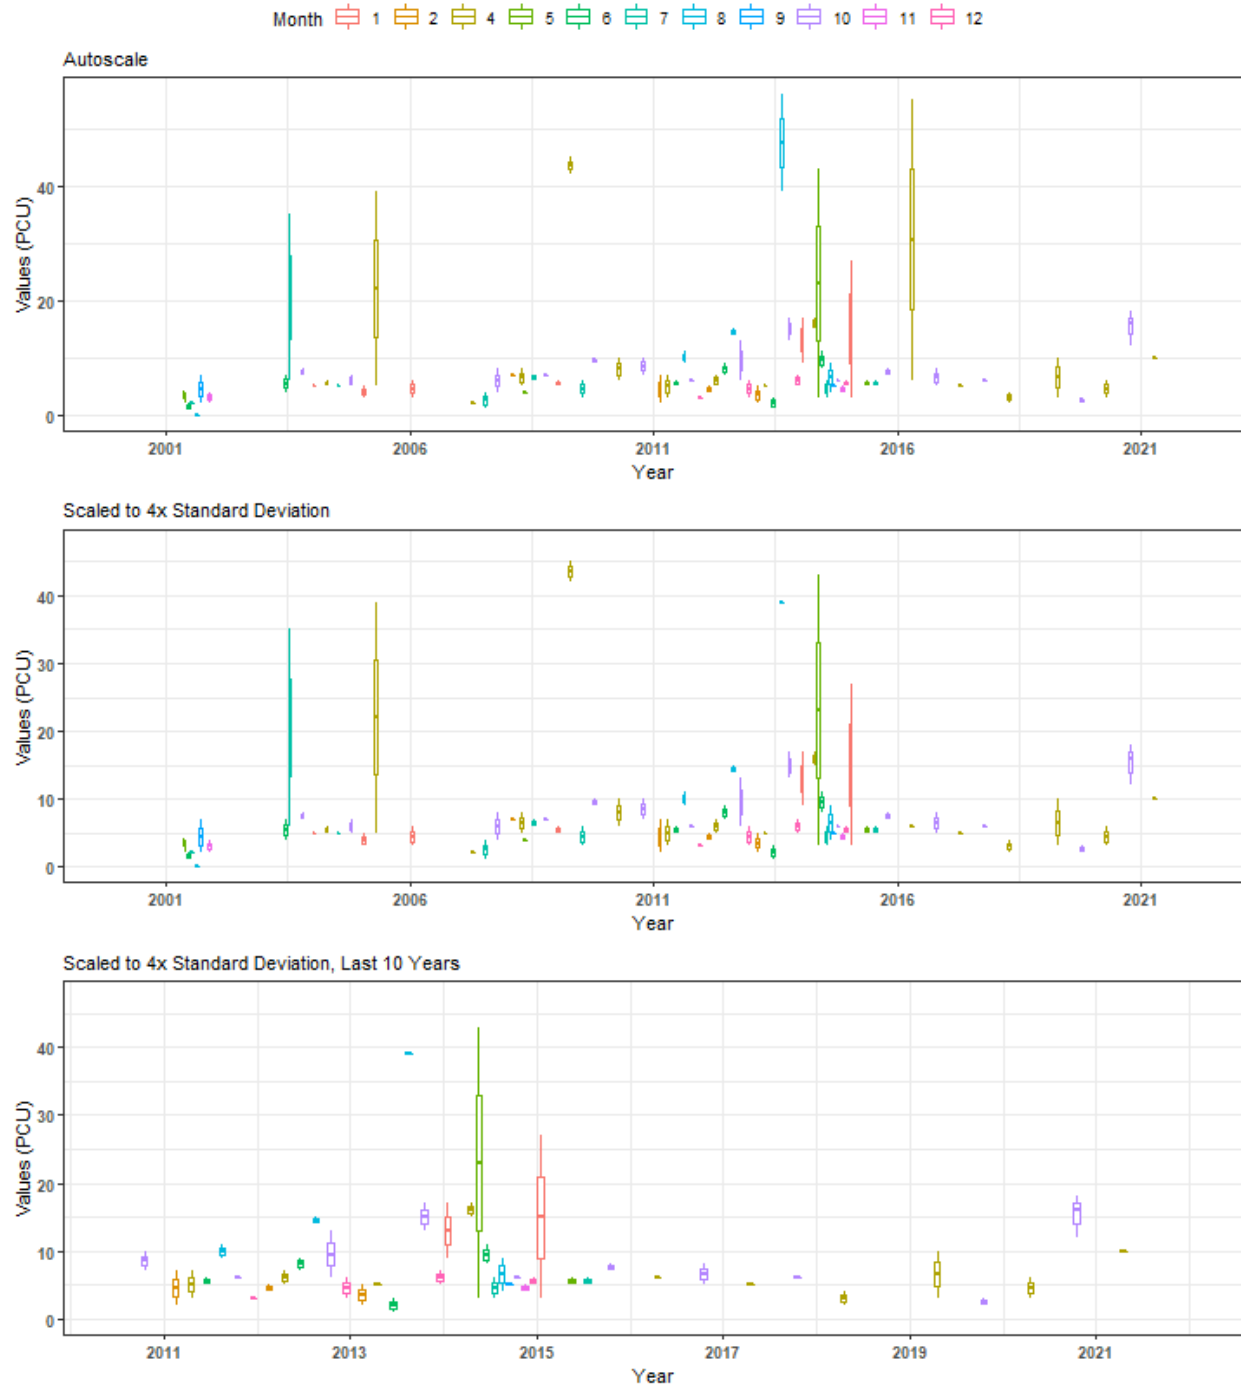 Month 1 2 4 5 6 7 8 9 10 11 12
Autoscale
Values (PCU)
40
20
0
2001 2006 2011 2016 2021
Year
Scaled to 4x Standard Deviation
Values (PCU)
40
30
20
10
0
2001 2006 2011 2016 2021
Year
Scaled to 4x Standard Deviation, Last 10 Years
Values (PCU)
40
30
20
10
0
2011 2013 2015 2017 2019 2021
Year